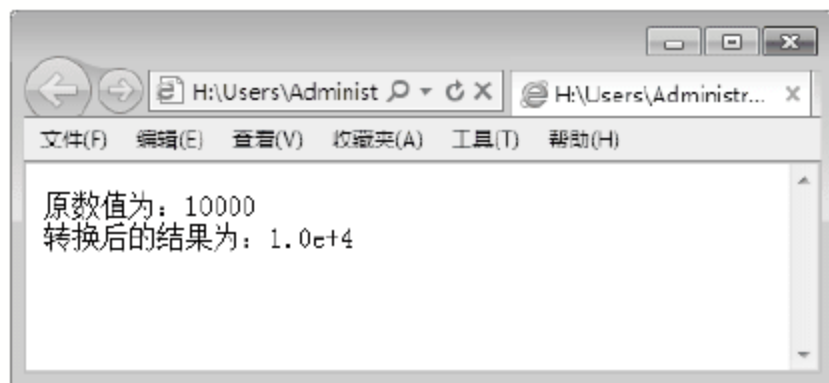 H:\Users\Administ
H:\Users\Administr...
文件(F) 编辑(E) 查看(V) 收藏夹(A) 工具(T) 帮助(H)
原数值为：10000
转换后的结果为：1.0e+4